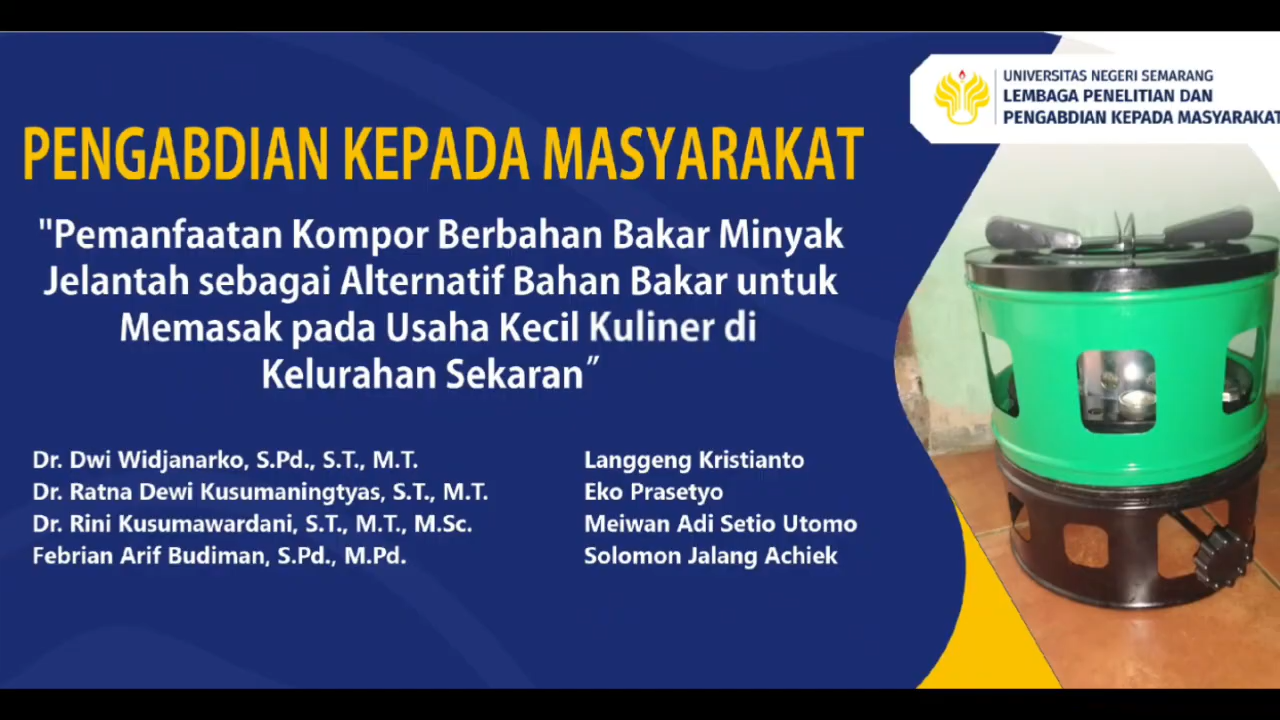 UNIVERSITAS NEGERI SEMARANG
LEMBAGA PENELITIAN DAN
PENGABDIAN KEPADA MASYARAKAT
PENGABDIAN KEPADA MASYARAKAT
"Pemanfaatan Kompor Berbahan Bakar Minyak
Jelantah sebagai Alternatif Bahan Bakar untuk
Memasak pada Usaha Kecil Kuliner di
Kelurahan Sekaran”
Dr. Dwi Widjanarko, S.Pd., S.T., M.T.
Dr. Ratna Dewi Kusumaningtyas, S.T., M.T.
Dr. Rini Kusumawardani, S.T., M.T., M.Sc.
Febrian Arif Budiman, S.Pd., M.Pd.
Langgeng Kristianto
Eko Prasetyo
Meiwan Adi Setio Utomo
Solomon Jalang Achiek